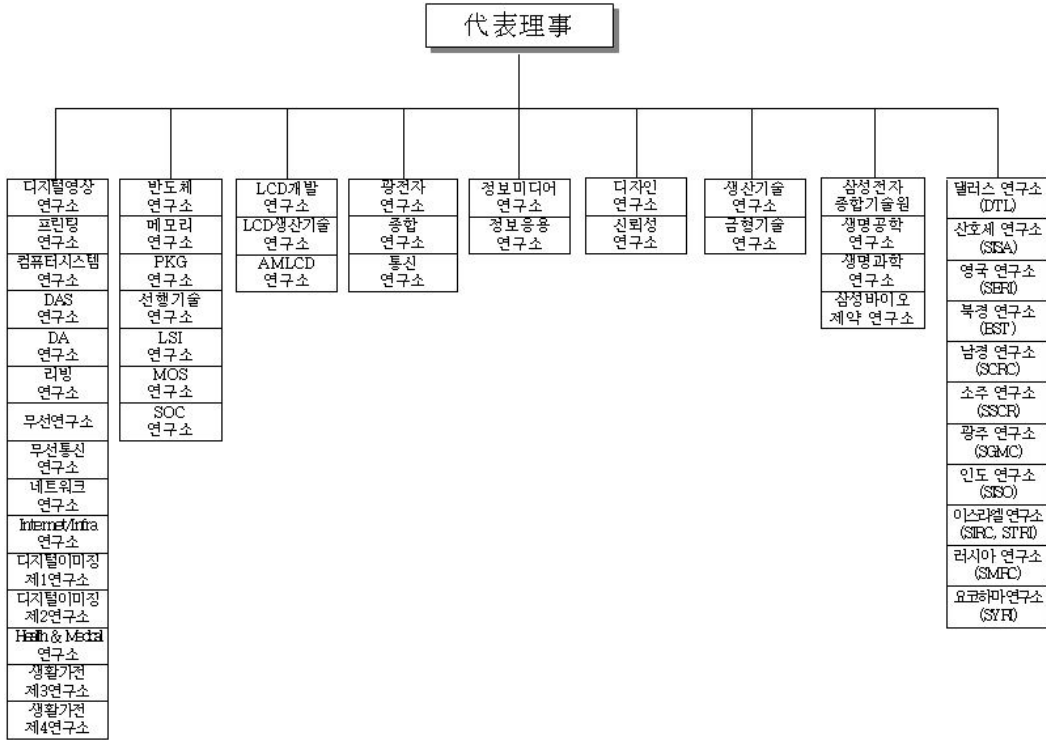 代表理事
디지털영상
연구소
프린팅
연구소
컴퓨터시스템
연구소
DAS
연구소
DA
연구소
리빙
연구소
무선연구소
무선통신
연구소
네트워크
연구소
Internet/Infra
연구소
디지털이미징
제1연구소
디지털이미징
제2연구소
Health & Medical
연구소
생활가전
제3연구소
생활가전
제4연구소
반도체
연구소
메모리
연구소
PKG
연구소
선행기술
연구소
LSI
연구소
MOS
연구소
SOC
연구소
LCD개발
연구소
LCD생산기술
연구소
AMLCD
연구소
광전자
연구소
종합
연구소
통신
연구소
정보미디어
연구소
정보응용
연구소
디자인
연구소
신뢰성
연구소
생산기술
연구소
금형기술
연구소
삼성전자
종합기술원
생명공학
연구소
생명과학
연구소
삼성바이오
제약 연구소
댈러스 연구소
(DTL)
산호세 연구소
(SISA)
영국 연구소
(SERI)
북경 연구소
(BST)
남경 연구소
(SCRC)
소주 연구소
(SSCR)
광주 연구소
(SGMC)
인도 연구소
(SISO)
이스라엘 연구소
(SIRC, STRI)
러시아 연구소
(SMRC)
요코하마연구소
(SYRI)